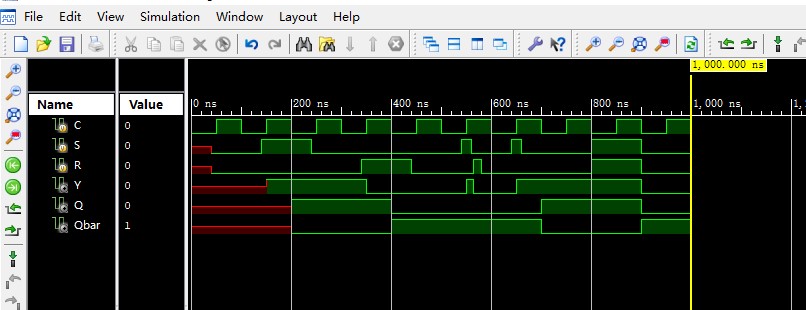 File Edit View Simulation Window Layout Help
1,000.000 ns
0 ns 200 ns 400 ns 600 ns 800 ns 1,000 ns 1,
Name Value
C 0
S 0
R 0
Y 0
Q 0
Qbar 1